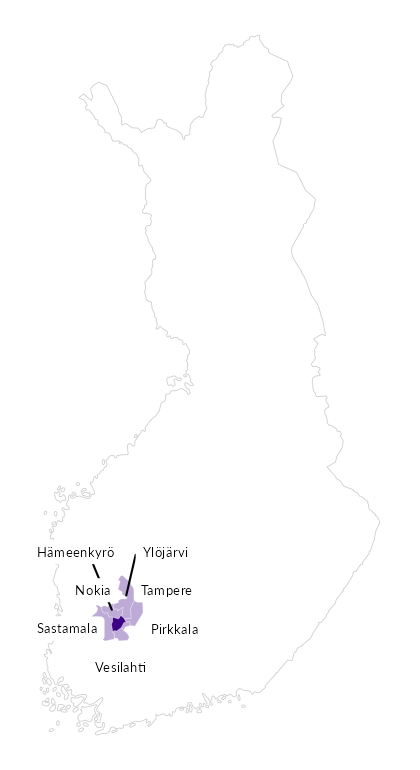 Hämeenkyrö
Ylöjärvi
Nokia
Tampere
Sastamala
Pirkkala
Vesilahti